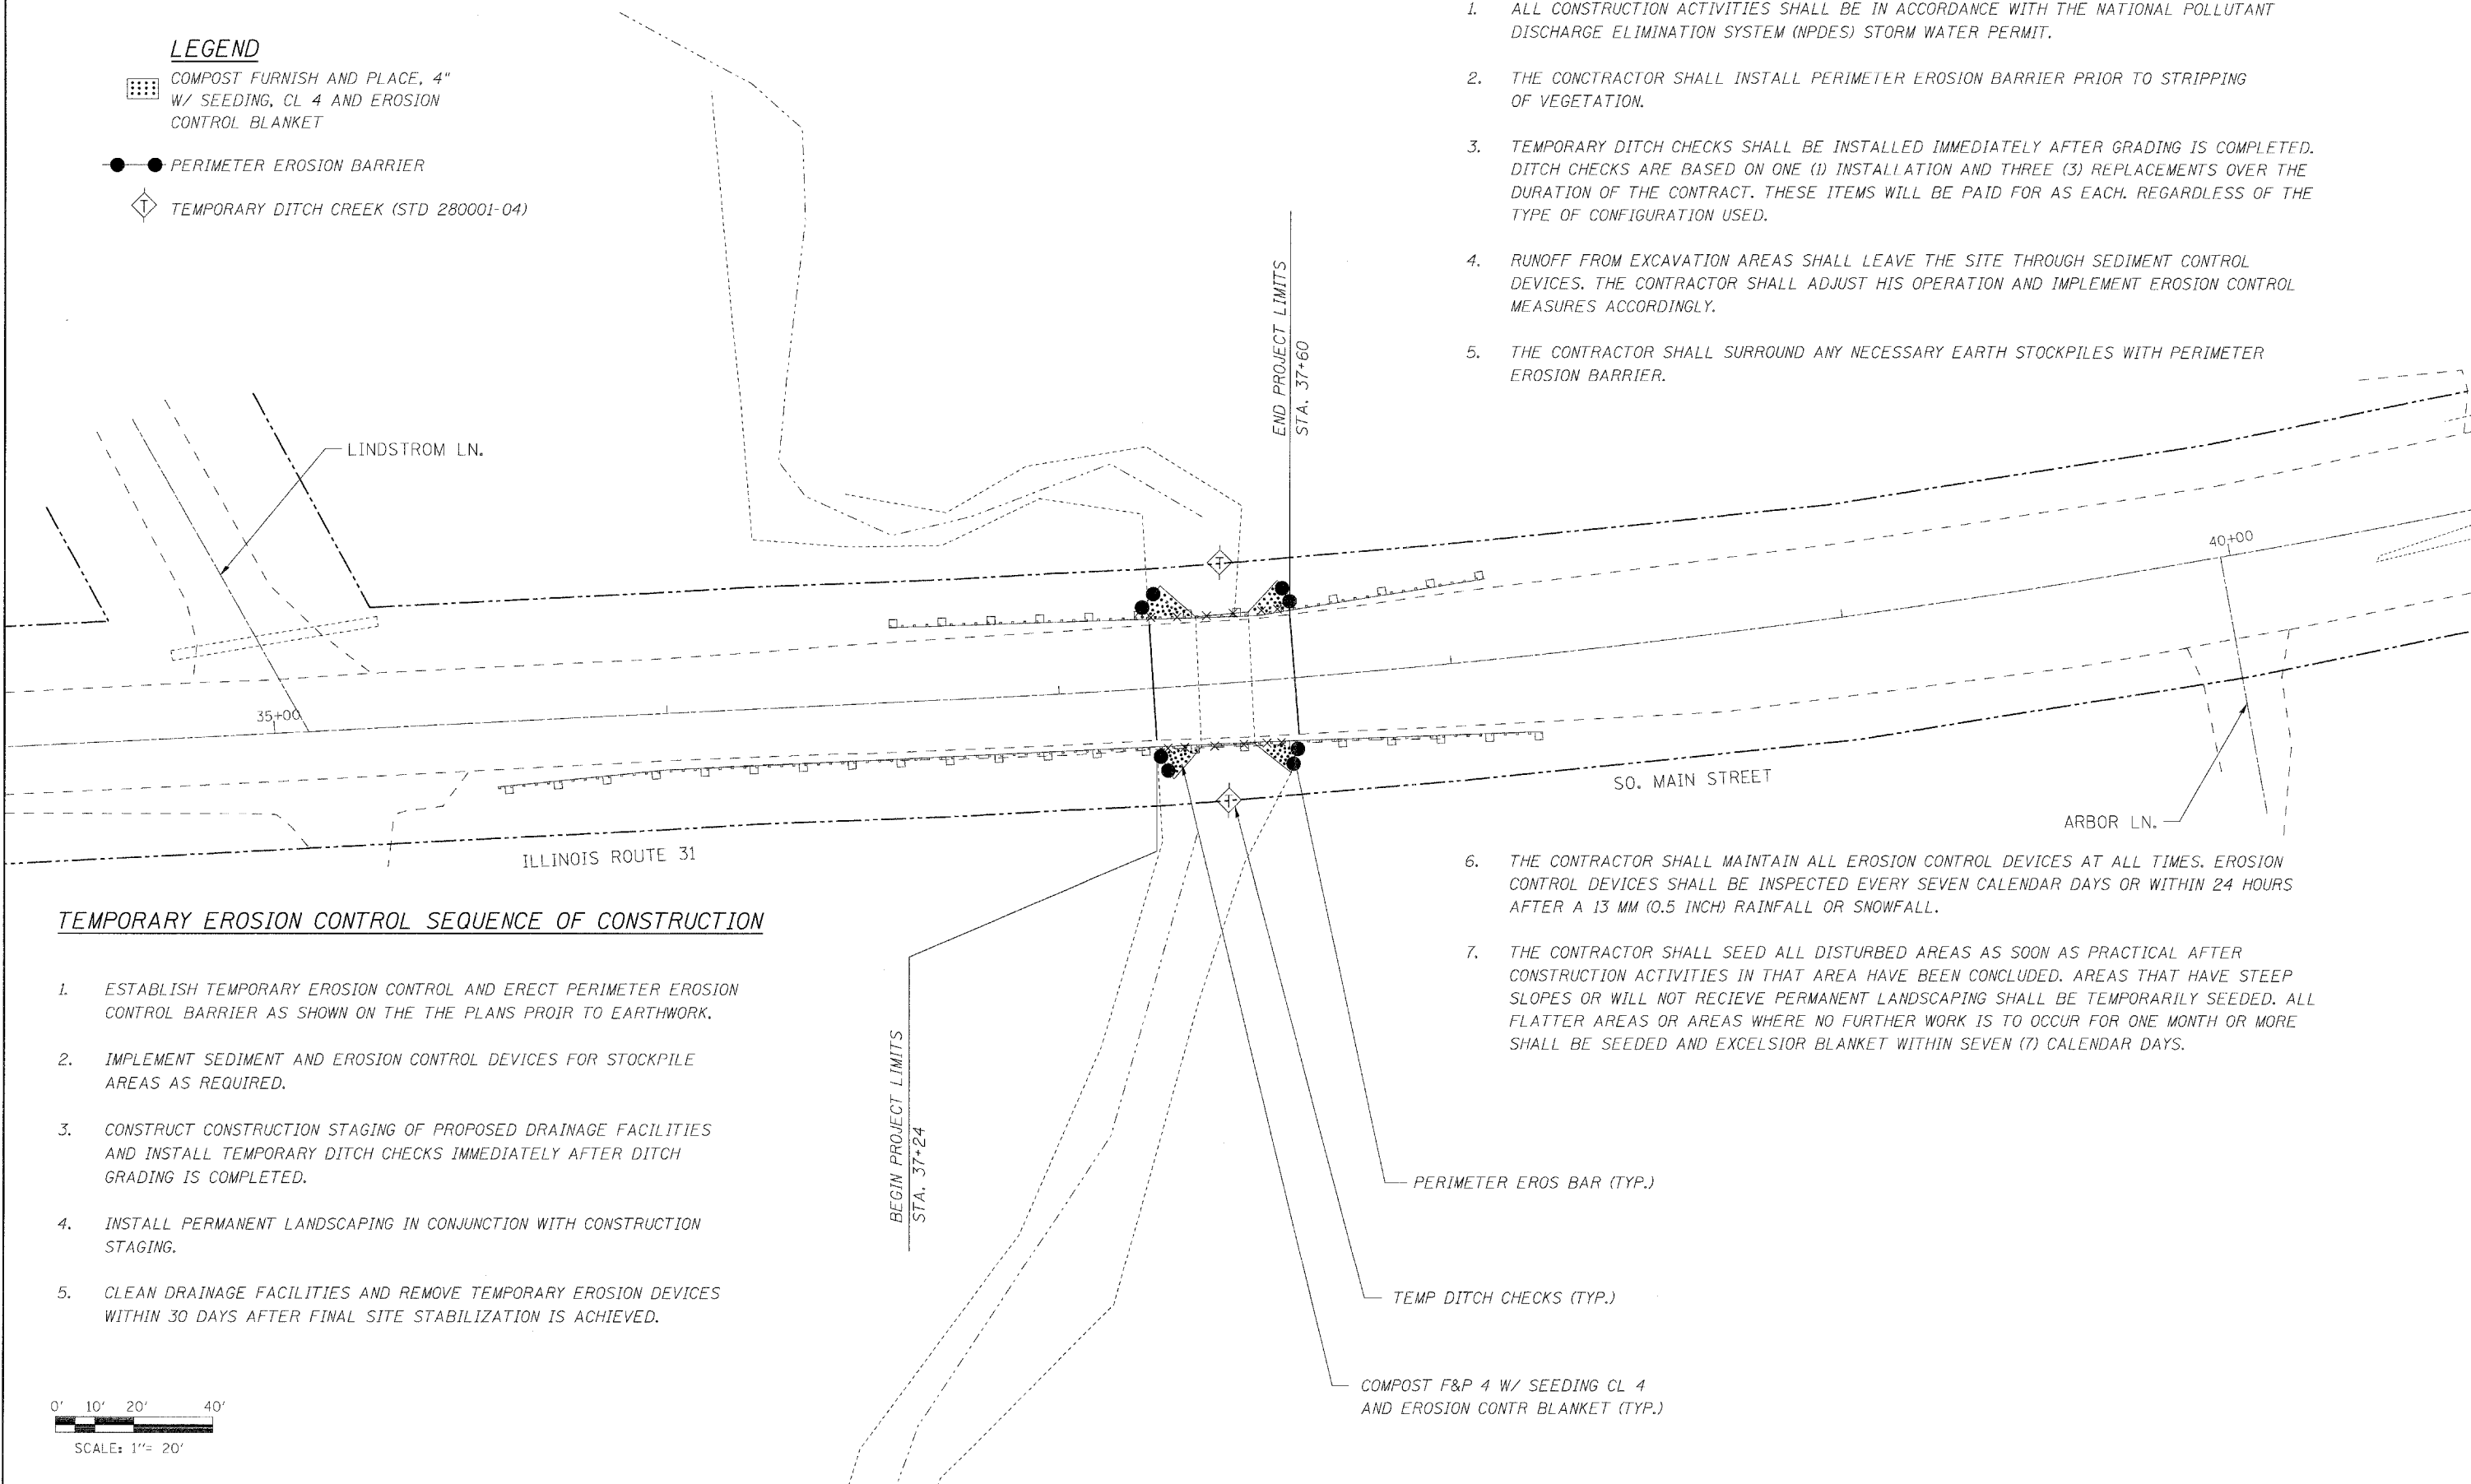 LEGEND
COMPOST FURNISH AND PLACE, 4"
W/ SEEDING, CL 4 AND EROSION
CONTROL BLANKET
PERIMETER EROSION BARRIER
T
TEMPORARY DITCH CREEK (STD 280001-04)
1. ALL CONSTRUCTION ACTIVITIES SHALL BE IN ACCORDANCE WITH THE NATIONAL POLLUTANT
DISCHARGE ELIMINATION SYSTEM (NPDES) STORM WATER PERMIT.
2. THE CONCTRACTOR SHALL INSTALL PERIMETER EROSION BARRIER PRIOR TO STRIPPING
OF VEGETATION.
3. TEMPORARY DITCH CHECKS SHALL BE INSTALLED IMMEDIATELY AFTER GRADING IS COMPLETED.
DITCH CHECKS ARE BASED ON ONE (1) INSTALLATION AND THREE (3) REPLACEMENTS OVER THE
DURATION OF THE CONTRACT. THESE ITEMS WILL BE PAID FOR AS EACH. REGARDLESS OF THE
TYPE OF CONFIGURATION USED.
4. RUNOFF FROM EXCAVATION AREAS SHALL LEAVE THE SITE THROUGH SEDIMENT CONTROL
DEVICES. THE CONTRACTOR SHALL ADJUST HIS OPERATION AND IMPLEMENT EROSION CONTROL
MEASURES ACCORDINGLY.
5. THE CONTRACTOR SHALL SURROUND ANY NECESSARY EARTH STOCKPILES WITH PERIMETER
EROSION BARRIER.
END PROJECT LIMITS
STA. 37+60
LINDSTROM LN.
40+00
T
35+00
T
SO. MAIN STREET
ARBOR LN.
ILLINOIS ROUTE 31
6. THE CONTRACTOR SHALL MAINTAIN ALL EROSION CONTROL DEVICES AT ALL TIMES. EROSION
CONTROL DEVICES SHALL BE INSPECTED EVERY SEVEN CALENDAR DAYS OR WITHIN 24 HOURS
AFTER A 13 MM (0.5 INCH) RAINFALL OR SNOWFALL.
7. THE CONTRACTOR SHALL SEED ALL DISTURBED AREAS AS SOON AS PRACTICAL AFTER
CONSTRUCTION ACTIVITIES IN THAT AREA HAVE BEEN CONCLUDED. AREAS THAT HAVE STEEP
SLOPES OR WILL NOT RECIEVE PERMANENT LANDSCAPING SHALL BE TEMPORARILY SEEDED. ALL
FLATTER AREAS OR AREAS WHERE NO FURTHER WORK IS TO OCCUR FOR ONE MONTH OR MORE
SHALL BE SEEDED AND EXCELSIOR BLANKET WITHIN SEVEN (7) CALENDAR DAYS.
TEMPORARY EROSION CONTROL SEQUENCE OF CONSTRUCTION
1. ESTABLISH TEMPORARY EROSION CONTROL AND ERECT PERIMETER EROSION
CONTROL BARRIER AS SHOWN ON THE THE PLANS PROIR TO EARTHWORK.
2. IMPLEMENT SEDIMENT AND EROSION CONTROL DEVICES FOR STOCKPILE
AREAS AS REQUIRED.
3. CONSTRUCT CONSTRUCTION STAGING OF PROPOSED DRAINAGE FACILITIES
AND INSTALL TEMPORARY DITCH CHECKS IMMEDIATELY AFTER DITCH
GRADING IS COMPLETED.
4. INSTALL PERMANENT LANDSCAPING IN CONJUNCTION WITH CONSTRUCTION
STAGING.
5. CLEAN DRAINAGE FACILITIES AND REMOVE TEMPORARY EROSION DEVICES
WITHIN 30 DAYS AFTER FINAL SITE STABILIZATION IS ACHIEVED.
BEGIN PROJECT LIMITS
STA. 37+24
PERIMETER EROS BAR (TYP.)
TEMP DITCH CHECKS (TYP.)
COMPOST F&P 4 W/ SEEDING CL 4
AND EROSION CONTR BLANKET (TYP.)
0' 10' 20' 40'
SCALE: 1"= 20'